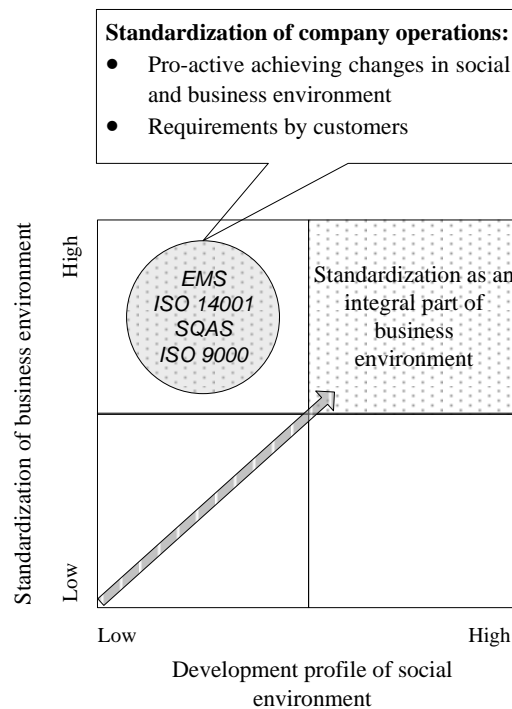 Standardization of company operations:
● Pro-active achieving changes in social
and business environment
● Requirements by customers
Standardization of business environment
High
Low
EMS
ISO 14001
SQAS
ISO 9000
Standardization as an
integral part of
business
environment
Low
High
Development profile of social
environment